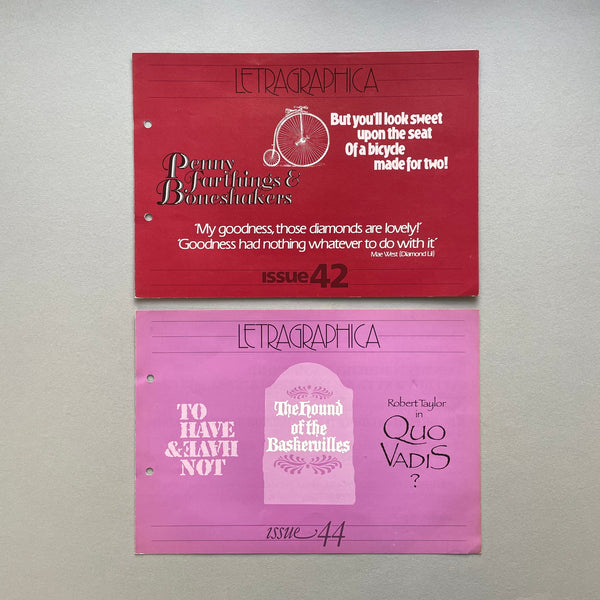 LETRAGRAPHICA
But you'll look sweet
upon the seat
Of a bicycle
made for two!
Penny
Farthings &
Boneshakers
'My goodness, those diamonds are lovely!'
'Goodness had nothing whatever to do with it'
Mae West (Diamond Lil)
issue 42
LETRAGRAPHICA
TO
HAVE
& HAVE
NOT
The Hound
of the
Baskervilles
Robert Taylor
in
QUO
VADIS
?
issue 44